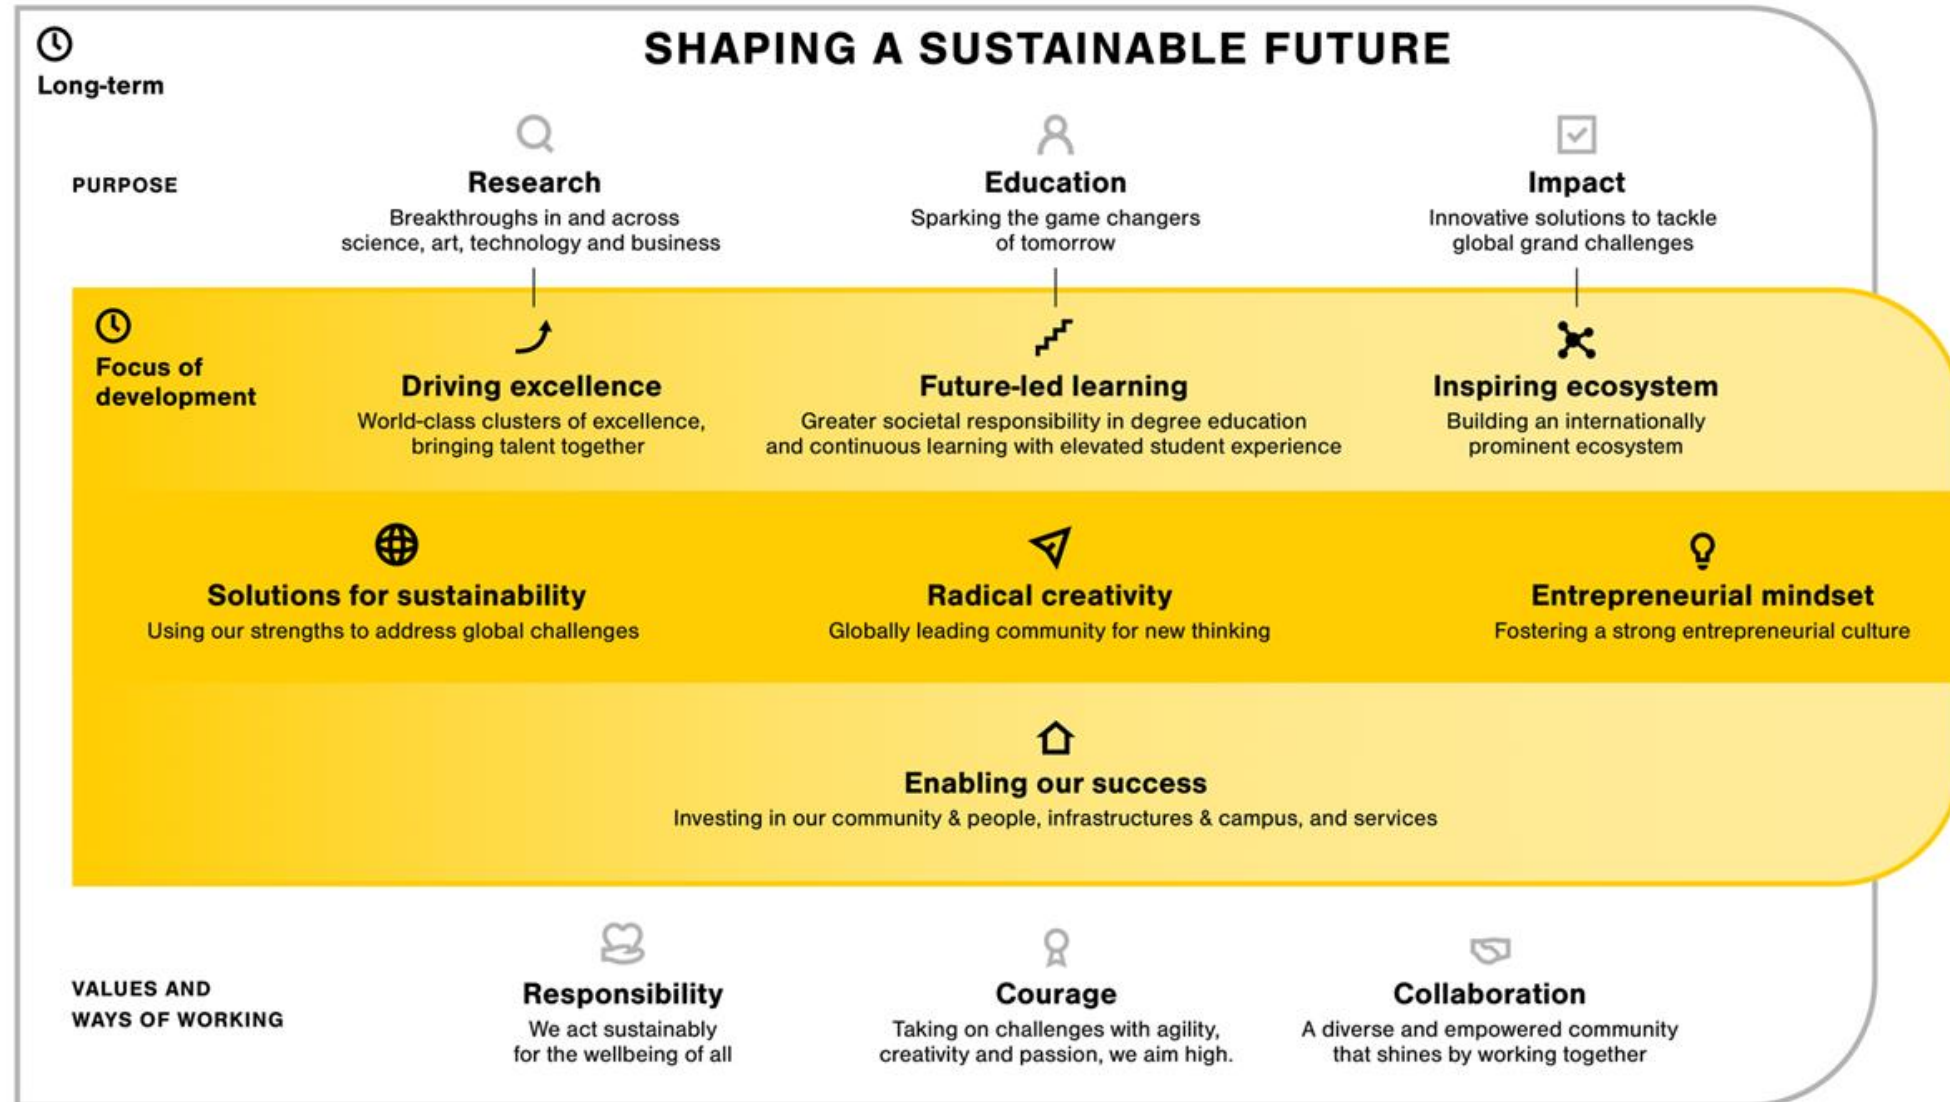 SHAPING A SUSTAINABLE FUTURE
Long-term
PURPOSE
Research
Breakthroughs in and across
science, art, technology and business
Education
Sparking the game changers
of tomorrow
Impact
Innovative solutions to tackle
global grand challenges
Focus of
development
Driving excellence
World-class clusters of excellence,
bringing talent together
Future-led learning
Greater societal responsibility in degree education
and continuous learning with elevated student experience
Inspiring ecosystem
Building an internationally
prominent ecosystem
Solutions for sustainability
Using our strengths to address global challenges
Radical creativity
Globally leading community for new thinking
Entrepreneurial mindset
Fostering a strong entrepreneurial culture
Enabling our success
Investing in our community & people, infrastructures & campus, and services
VALUES AND
WAYS OF WORKING
Responsibility
We act sustainably
for the wellbeing of all
Courage
Taking on challenges with agility,
creativity and passion, we aim high.
Collaboration
A diverse and empowered community
that shines by working together